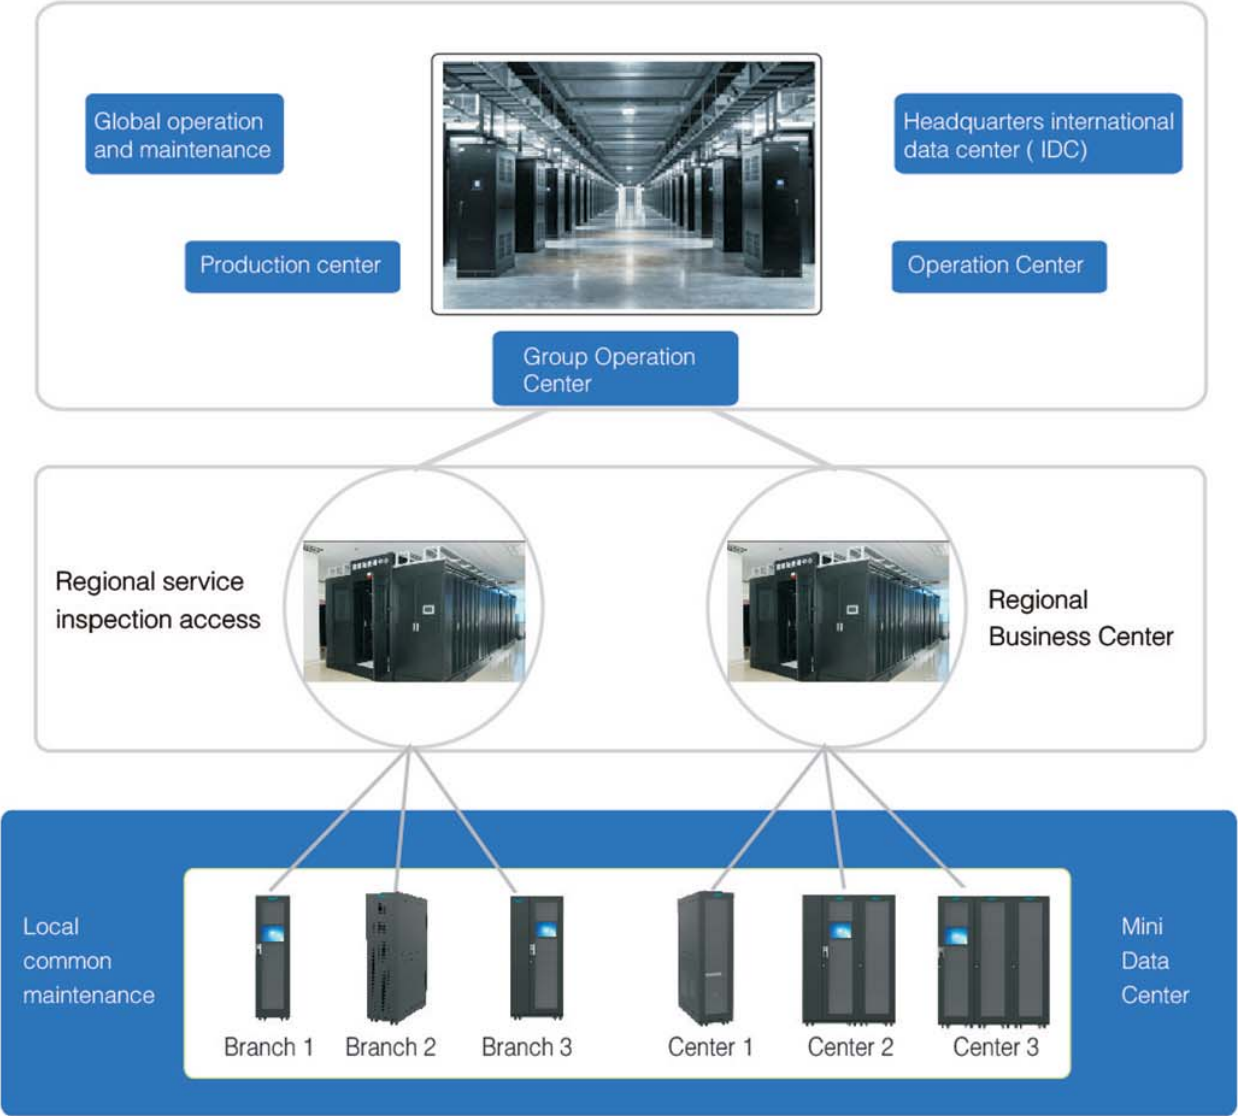 Global operation
and maintenance
Headquarters international
data center ( IDC)
Production center
Operation Center
Group Operation
Center
Regional service
inspection access
Regional
Business Center
Local
common
maintenance
Mini
Data
Center
Branch 1
Branch 2
Branch 3
Center 1
Center 2
Center 3